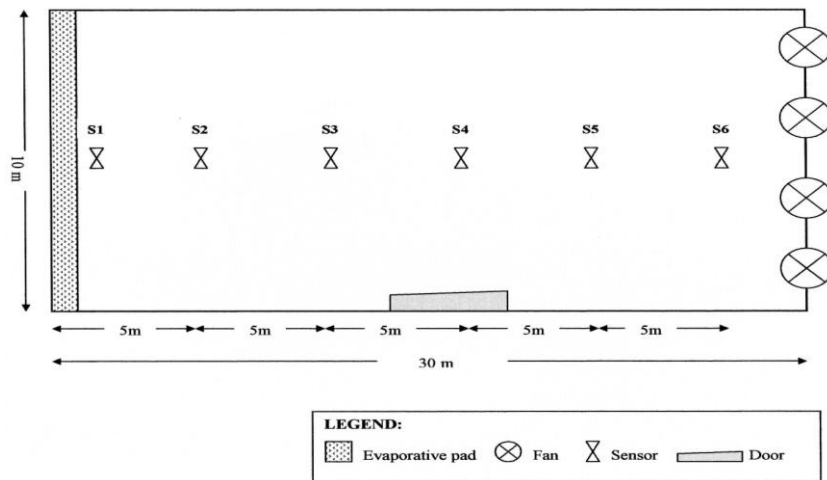 S1 S2 S3 S4 S5 S6
10 m
5m 5m 5m 5m 5m
30 m
LEGEND:
Evaporative pad Fan Sensor Door